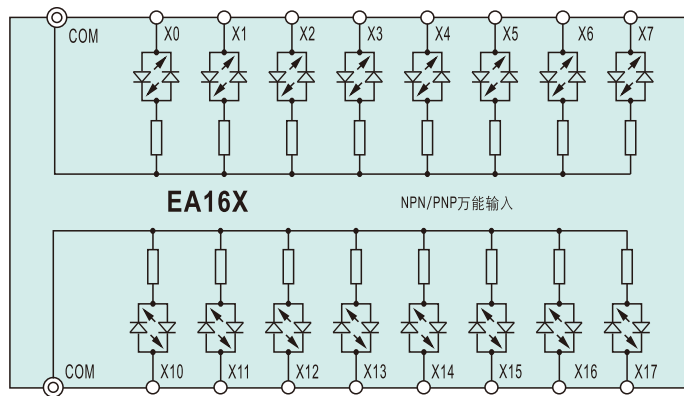 COM X0 X1 X2 X3 X4 X5 X6 X7
EA16X NPN/PNP万能输入
COM X10 X11 X12 X13 X14 X15 X16 X17